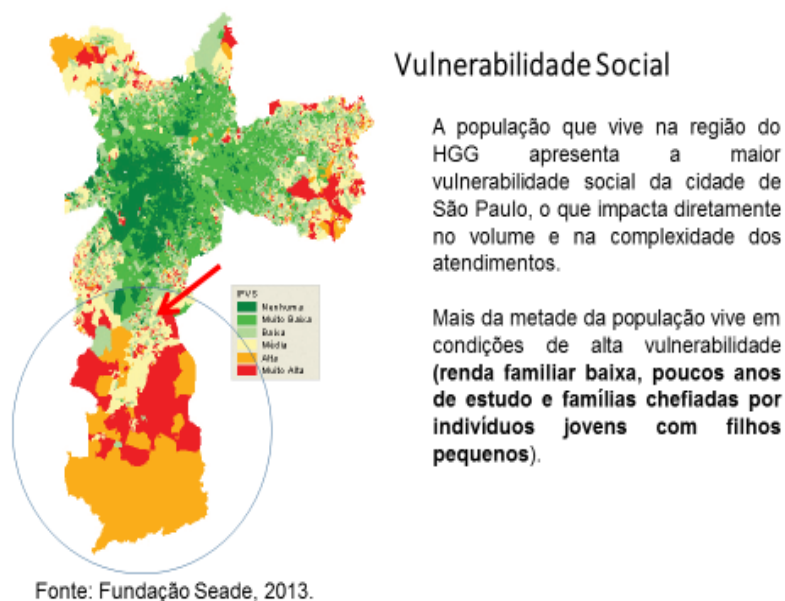 Vulnerabilidade Social
A população que vive na região do
HGG apresenta a maior
vulnerabilidade social da cidade de
São Paulo, o que impacta diretamente
no volume e na complexidade dos
atendimentos.
Mais da metade da população vive em
condições de alta vulnerabilidade
(renda familiar baixa, poucos anos
de estudo e famílias chefiadas por
indivíduos jovens com filhos
pequenos).
IPVS
Nenhuma
Muito Baixa
Baixa
Média
Alta
Muito Alta
Fonte: Fundação Seade, 2013.